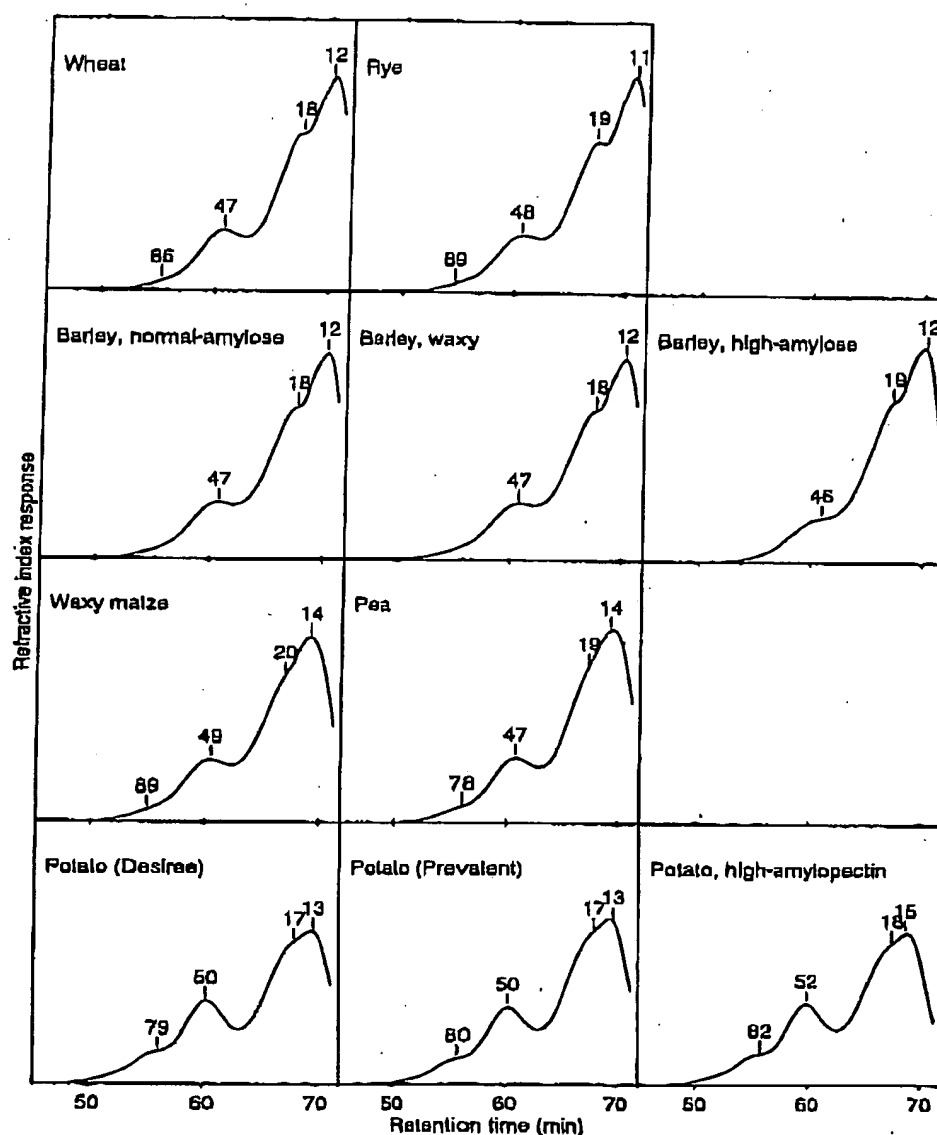 Wheat
12
18
47
86
Rye
11
19
48
89
Barley, normal-amylose
12
18
47
Barley, waxy
12
18
47
Barley, high-amylose
12
19
46
Waxy maize
14
20
49
89
Pea
14
19
47
78
Potato (Desiree)
17 13
50
79
Potato (Prevalent)
17 13
50
80
Potato, high-amylopectin
18 15
52
82
Refractive index response
50 60 70 50 60 70 50 60 70
Retention time (min)